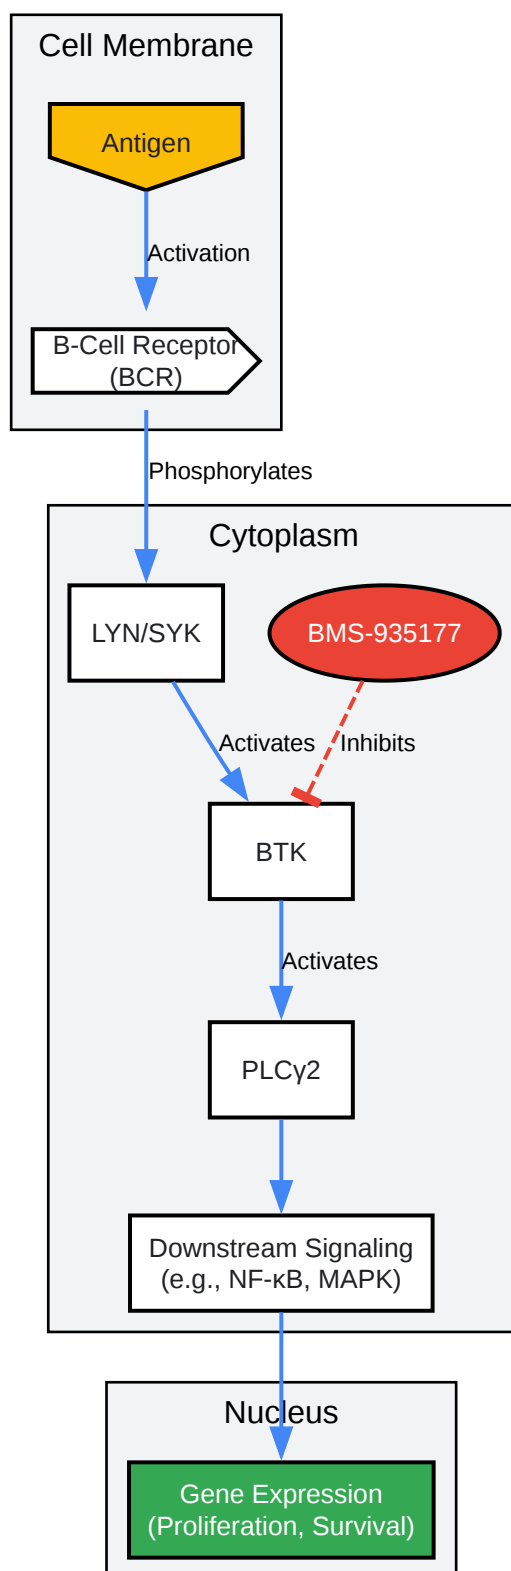 Cell Membrane
Antigen
Activation
B-Cell Receptor
(BCR)
Phosphorylates
Cytoplasm
LYN/SYK
BMS-935177
Activates
Inhibits
BTK
Activates
PLCγ2
Downstream Signaling
(e.g., NF-κB, MAPK)
Nucleus
Gene Expression
(Proliferation, Survival)